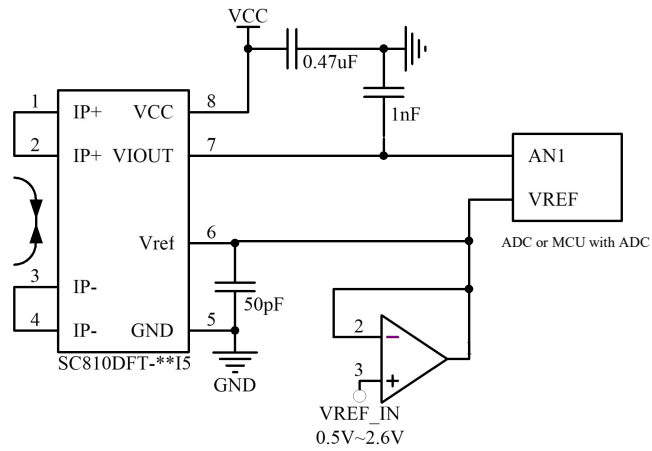 VCC
0.47uF
1nF
1 IP+ VCC 8
2 IP+ VIOUT 7
AN1
VREF
ADC or MCU with ADC
Vref 6
3 IP-
50pF
4 IP- GND 5
SC810DFT-**I5
GND
2
3
VREF_IN
0.5V~2.6V